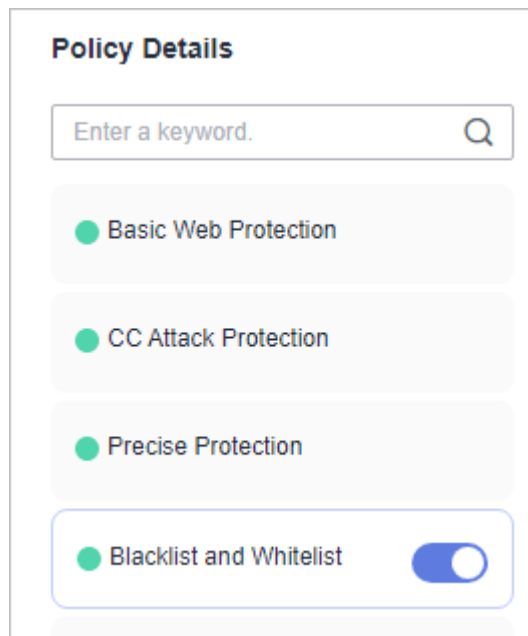 Policy Details
Enter a keyword.
Basic Web Protection
CC Attack Protection
Precise Protection
Blacklist and Whitelist